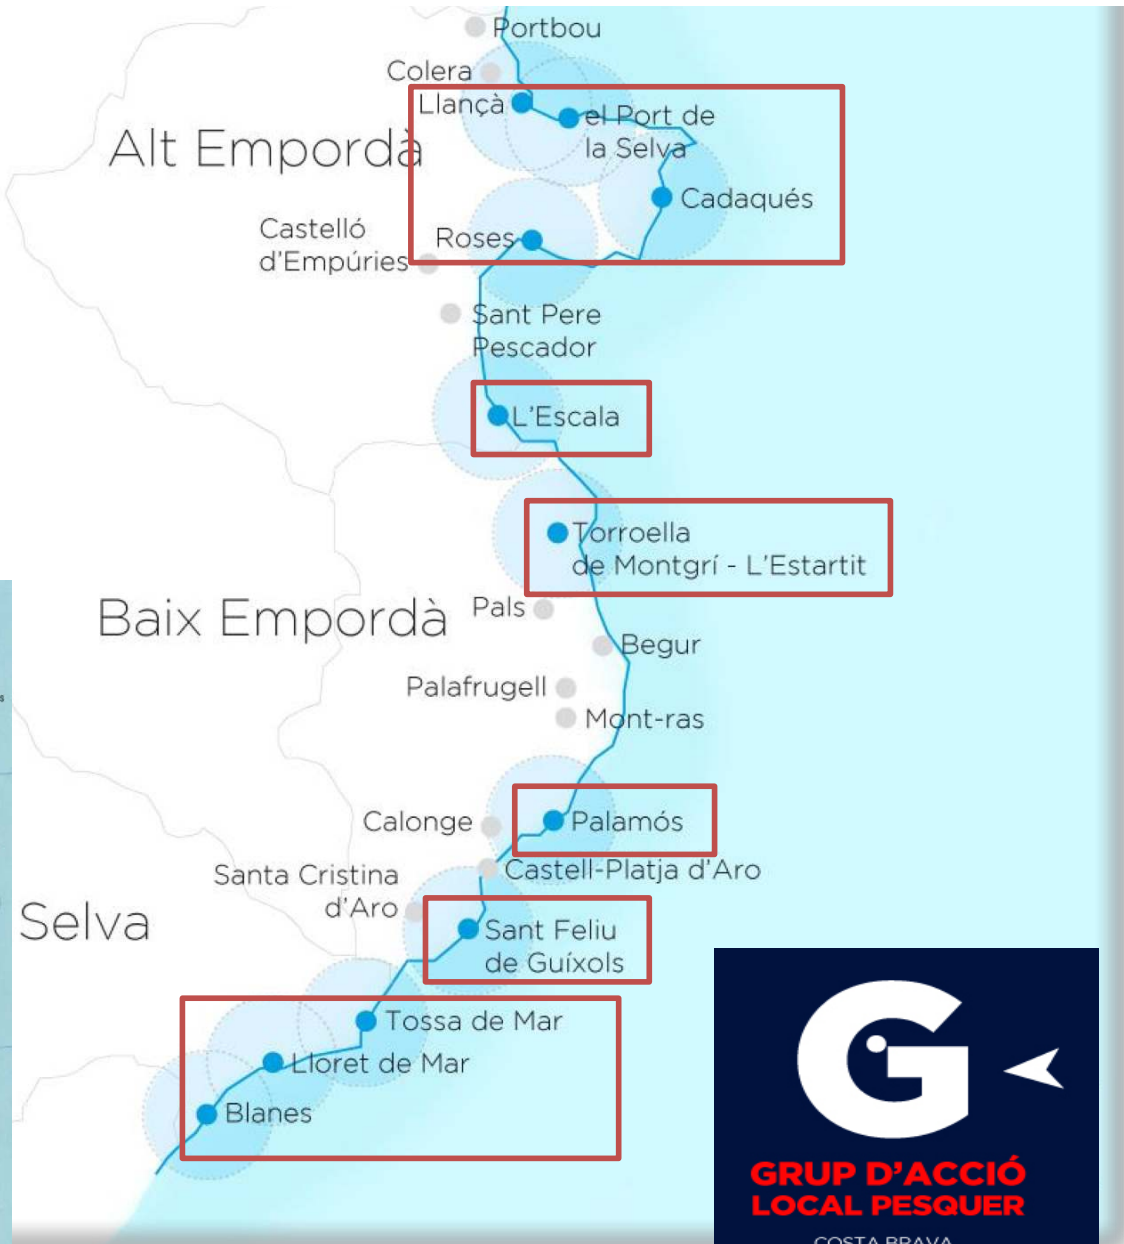 Portbou
Colera
Llançà
el Port de
la Selva
Alt Empordà
Cadaqués
Castelló
d'Empúries
Roses
Sant Pere
Pescador
L'Escala
Torroella
de Montgrí - L'Estartit
Baix Empordà
Pals
Begur
Palafrugell
Mont-ras
Calonge
Palamós
Castell-Platja d'Aro
Santa Cristina
d'Aro
Selva
Sant Feliu
de Guíxols
Tossa de Mar
Lloret de Mar
Blanes
G
GRUP D'ACCIÓ
LOCAL PESQUER
COSTA BRAVA